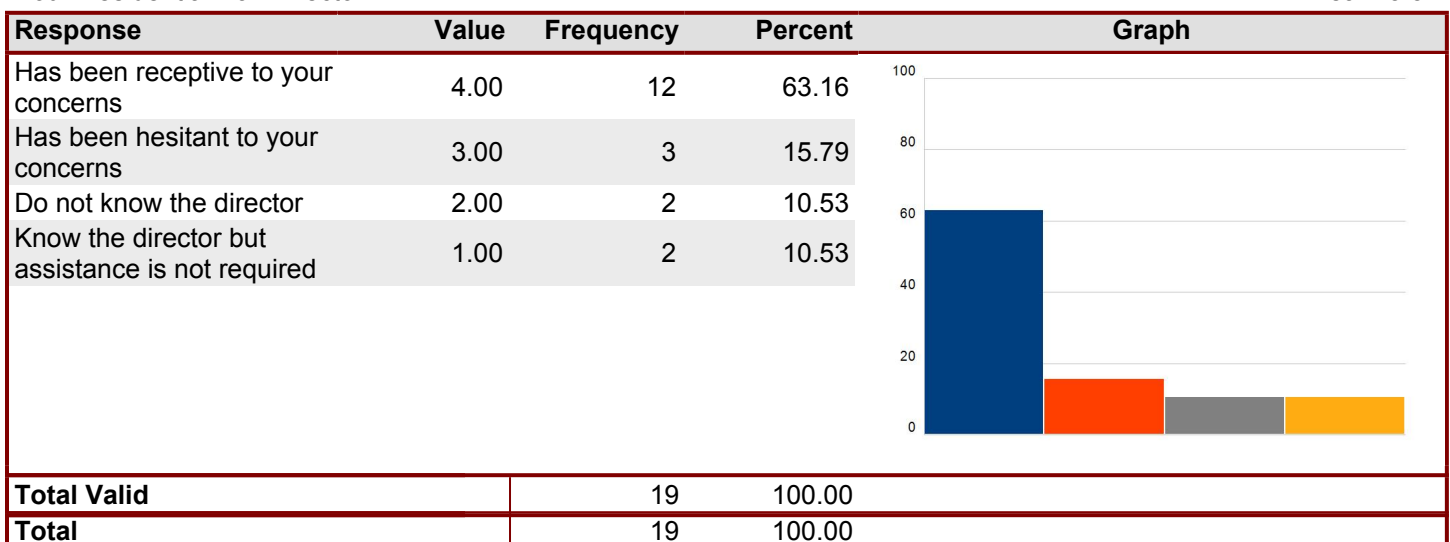 Response Value Frequency Percent Graph
Has been receptive to your
concerns
4.00 12 63.16
Has been hesitant to your
concerns
3.00 3 15.79
Do not know the director 2.00 2 10.53
Know the director but
assistance is not required
1.00 2 10.53
100
80
60
40
20
0
Total Valid 19 100.00
Total 19 100.00